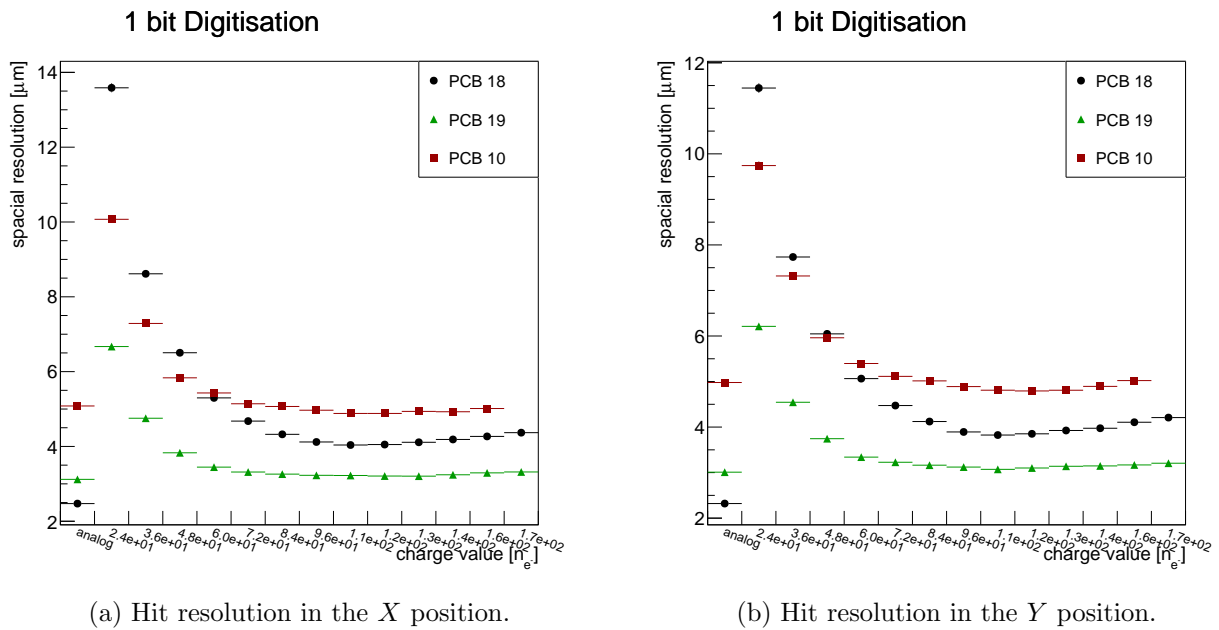 1 bit Digitisation
spacial resolution [μm]
14
12
10
8
6
4
2
PCB 18
PCB 19
PCB 10
analog
2.4e+01
3.6e+01
4.8e+01
6.0e+01
7.2e+01
8.4e+01
9.6e+01
1.1e+02
1.2e+02
1.3e+02
1.4e+02
1.6e+02
1.7e+02
charge value [n_e-]
(a) Hit resolution in the X position.
1 bit Digitisation
spacial resolution [μm]
12
10
8
6
4
2
PCB 18
PCB 19
PCB 10
analog
2.4e+01
3.6e+01
4.8e+01
6.0e+01
7.2e+01
8.4e+01
9.6e+01
1.1e+02
1.2e+02
1.3e+02
1.4e+02
1.6e+02
1.7e+02
charge value [n_e-]
(b) Hit resolution in the Y position.